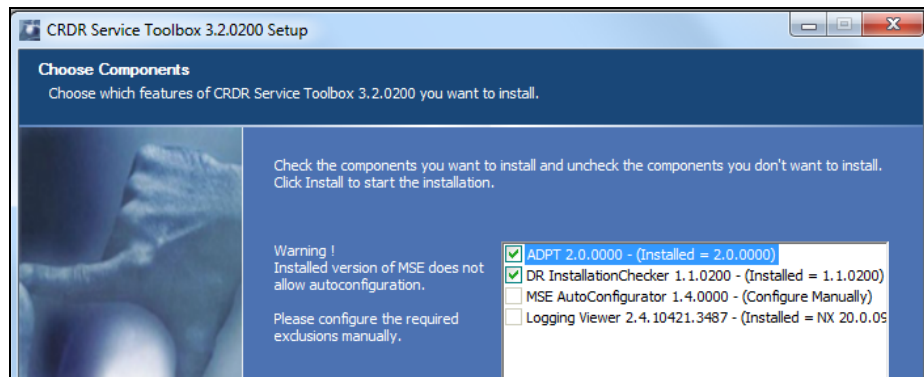 CRDR Service Toolbox 3.2.0200 Setup
Choose Components
Choose which features of CRDR Service Toolbox 3.2.0200 you want to install.
Check the components you want to install and uncheck the components you don't want to install.
Click Install to start the installation.
Warning !
Installed version of MSE does not
allow autoconfiguration.
Please configure the required
exclusions manually.
ADPT 2.0.0000 - (Installed = 2.0.0000)
DR InstallationChecker 1.1.0200 - (Installed = 1.1.0200)
MSE AutoConfigurator 1.4.0000 - (Configure Manually)
Logging Viewer 2.4.10421.3487 - (Installed = NX 20.0.09